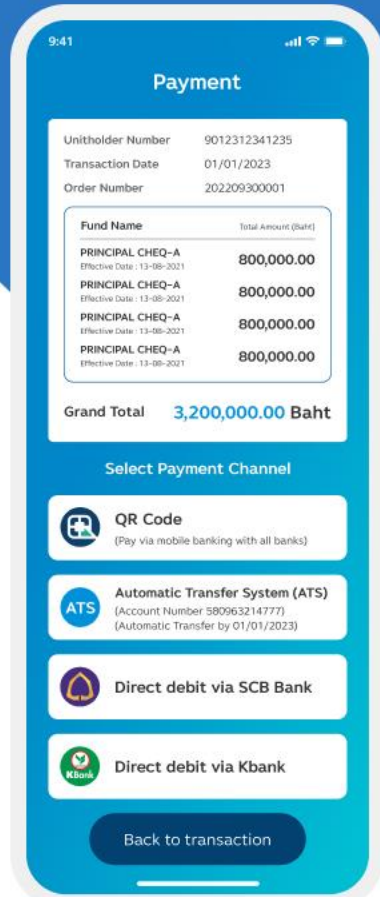 9:41
Payment
Unitholder Number 9012312341235
Transaction Date 01/01/2023
Order Number 202209300001
Fund Name Total Amount (Baht)
PRINCIPAL CHEQ-A 800,000.00
Effective Date : 13-08-2021
PRINCIPAL CHEQ-A 800,000.00
Effective Date : 13-08-2021
PRINCIPAL CHEQ-A 800,000.00
Effective Date : 13-08-2021
PRINCIPAL CHEQ-A 800,000.00
Effective Date : 13-08-2021
Grand Total 3,200,000.00 Baht
Select Payment Channel
QR Code
(Pay via mobile banking with all banks)
ATS
Automatic Transfer System (ATS)
(Account Number 580963214777)
(Automatic Transfer by 01/01/2023)
Direct debit via SCB Bank
KBank
Direct debit via Kbank
Back to transaction